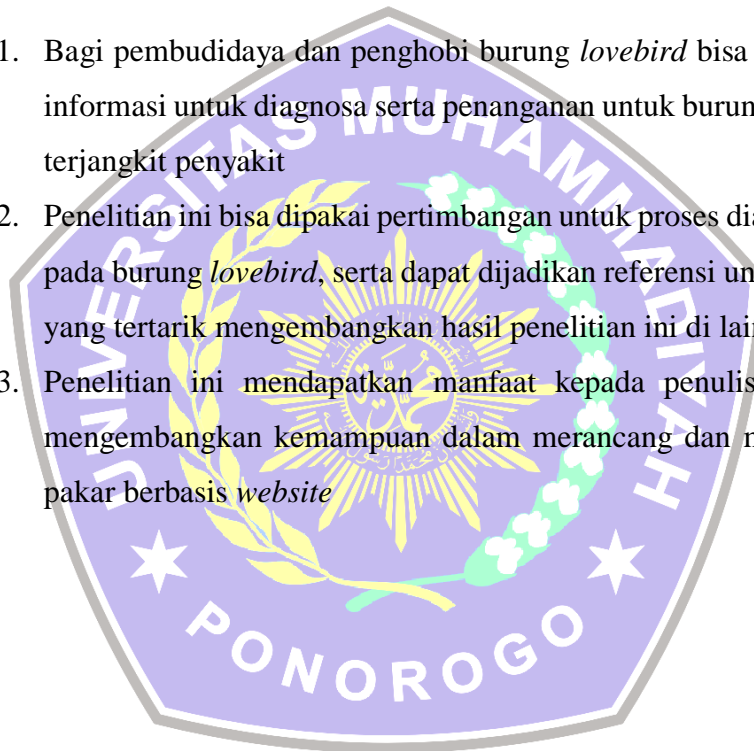 1. Bagi pembudidaya dan penghobi burung lovebird bisa
informasi untuk diagnosa serta penanganan untuk burun
terjangkit penyakit
2. Penelitian ini bisa dipakai pertimbangan untuk proses dia
pada burung lovebird, serta dapat dijadikan referensi un
yang tertarik mengembangkan hasil penelitian ini di lain
3. Penelitian ini mendapatkan manfaat kepada penulis
mengembangkan kemampuan dalam merancang dan m
pakar berbasis website
UNIVERSITAS MUHAMMADIYAH
PONOROGO